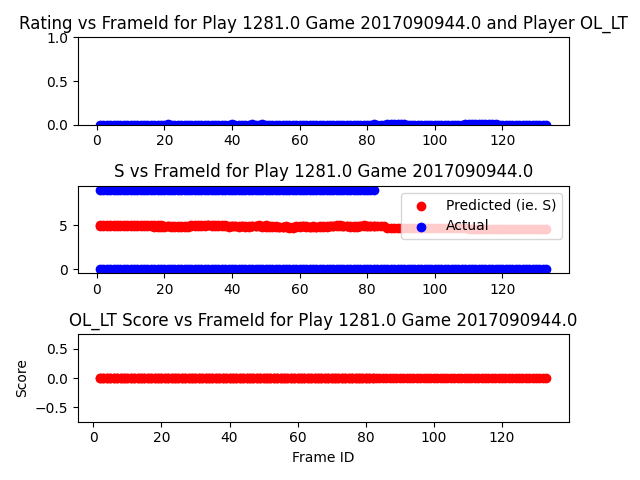 Rating vs FrameId for Play 1281.0 Game 2017090944.0 and Player OL_LT
1.0
0.5
0.0
0 20 40 60 80 100 120
S vs FrameId for Play 1281.0 Game 2017090944.0
5
0
Predicted (ie. S)
Actual
0 20 40 60 80 100 120
OL_LT Score vs FrameId for Play 1281.0 Game 2017090944.0
Score
0.5
0.0
−0.5
0 20 40 60 80 100 120
Frame ID